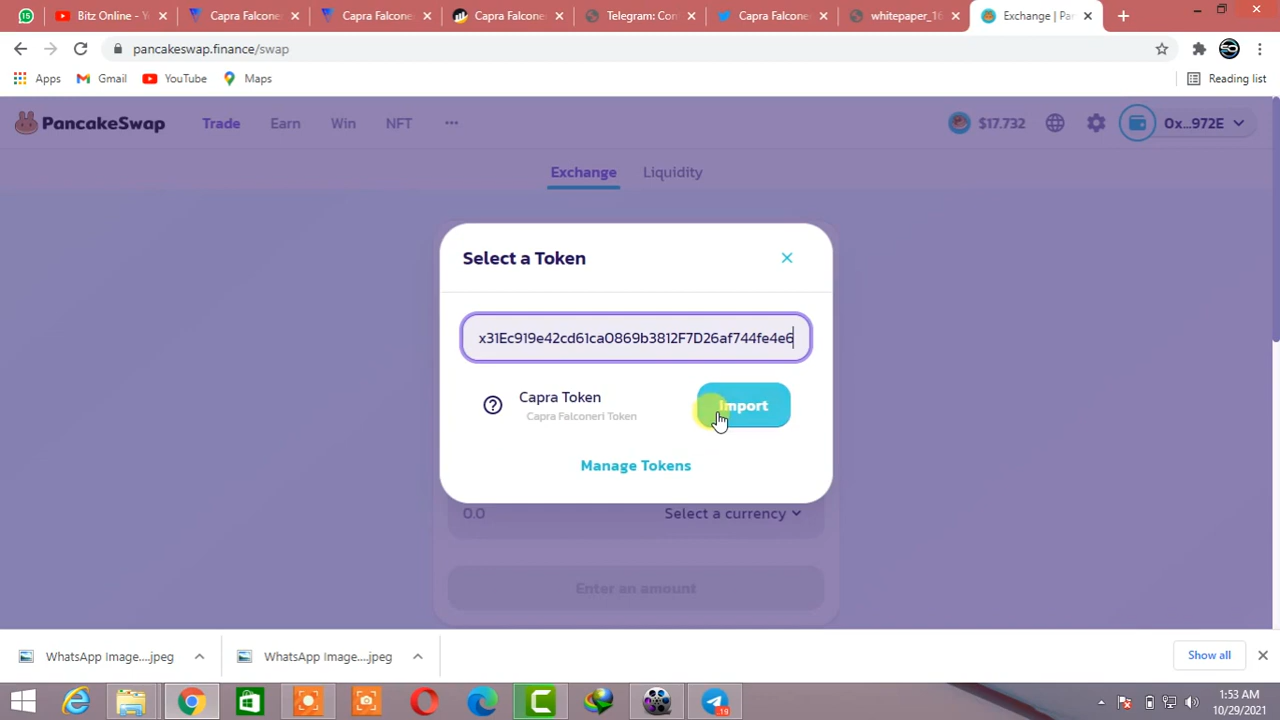 Bitz Online - Yo
Capra Falcone
Capra Falcone
Capra Falcone
Telegram: Con
Capra Falcone
whitepaper_16
Exchange | Pa
pancakeswap.finance/swap
Apps
Gmail
YouTube
Maps
Reading list
PancakeSwap
Trade
Earn
Win
NFT
$17.732
0x...972E
Exchange
Liquidity
Select a Token
x31Ec919e42cd61ca0869b3812F7D26af744fe4e6
Capra Token
Capra Falconeri Token
Import
Manage Tokens
0.0
Select a currency
Enter an amount
WhatsApp Image....jpeg
WhatsApp Image....jpeg
Show all
19
1:53 AM
10/29/2021